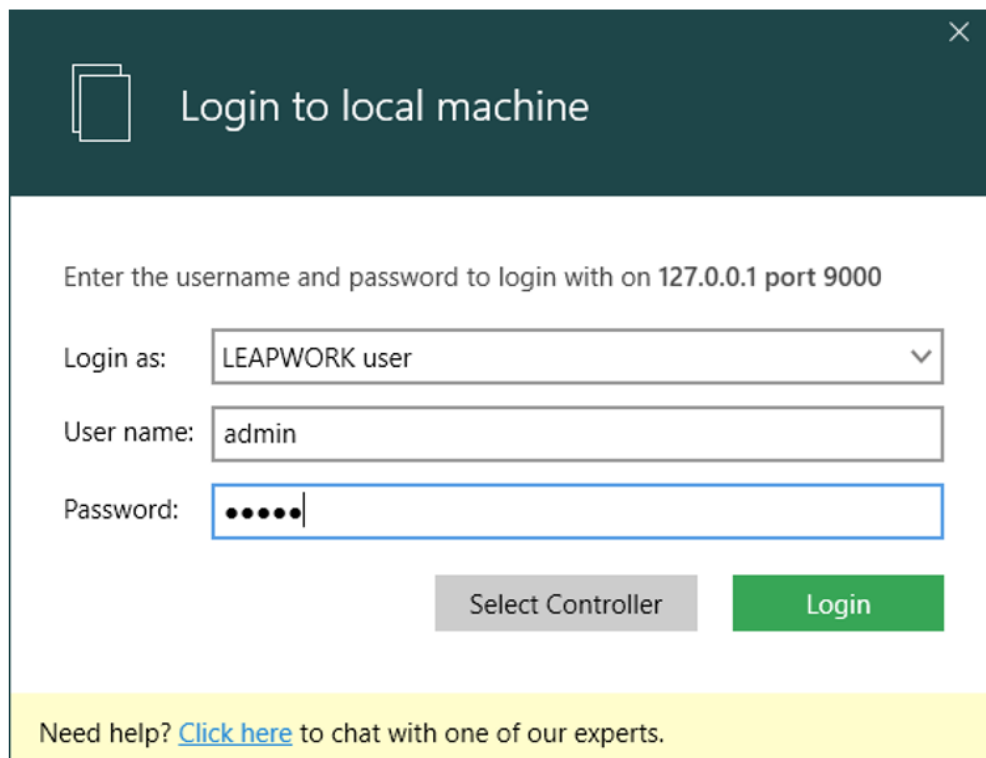 Login to local machine
Enter the username and password to login with on 127.0.0.1 port 9000
Login as: LEAPWORK user
User name: admin
Password: •••••
Select Controller Login
Need help? Click here to chat with one of our experts.